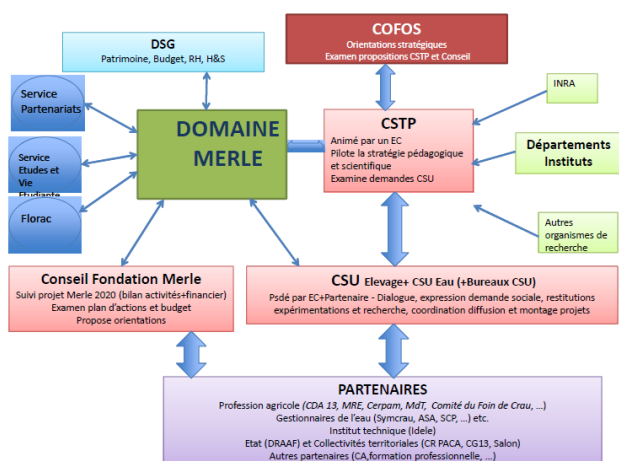 DSG
Patrimoine, Budget, RH, H&S
COFOS
Orientations stratégiques
Examen propositions CSTP et Conseil
Service
Partenariats
Service
Etudes et
Vie
Etudiante
Florac
DOMAINE
MERLE
CSTP
Animé par un EC
Pilote la stratégie pédagogique
et scientifique
Examine demandes CSU
INRA
Départements
Instituts
Autres
organismes de
recherche
Conseil Fondation Merle
Suivi projet Merle 2020 (bilan activités+financier)
Examen plan d'actions et budget
Propose orientations
CSU Elevage+ CSU Eau (+Bureaux CSU)
Psdé par EC+Partenaire - Dialogue, expression demande sociale, restitutions
expérimentations et recherche, coordination diffusion et montage projets
PARTENAIRES
Profession agricole (CDA 13, MRE, Cerpam, MdT, Comité du Foin de Crau, ...)
Gestionnaires de l'eau (Symcrau, ASA, SCP, ...) etc.
Institut technique (Idele)
Etat (DRAAF) et Collectivités territoriales (CR PACA, CG13, Salon)
Autres partenaires (CA,formation professionnelle, ...)